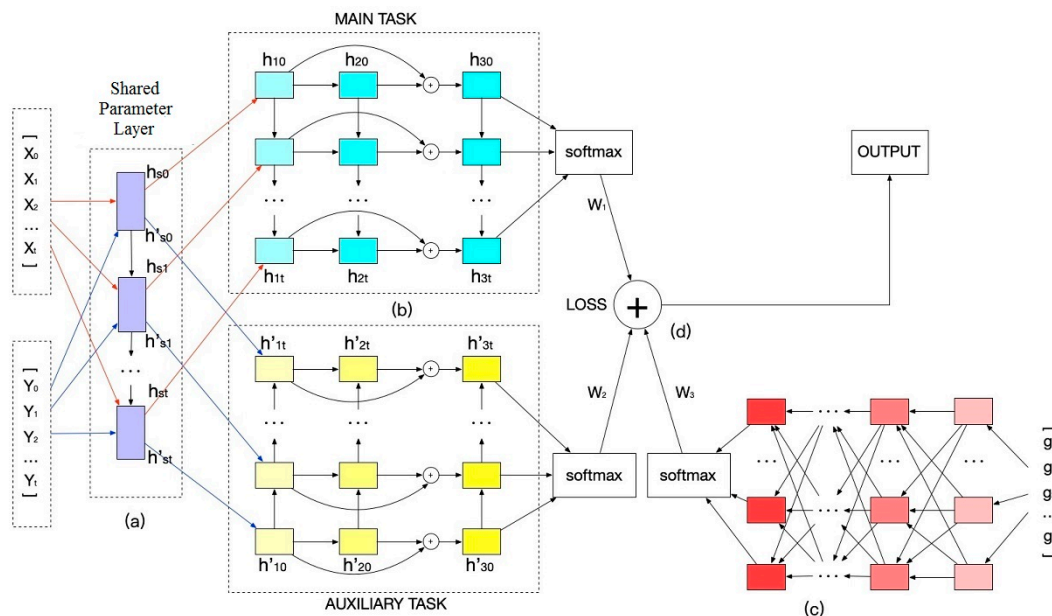 MAIN TASK
Shared
Parameter
Layer
[
X0
X1
X2
...
Xt
]
[
Y0
Y1
Y2
...
Yt
]
hs0
h's0
hs1
h's1
...
hst
h'st
(a)
h10 h20 h30
... ... ...
h1t h2t h3t
(b)
h'1t h'2t h'3t
... ... ...
h'10 h'20 h'30
AUXILIARY TASK
softmax
W1
LOSS
+
(d)
OUTPUT
W2
W3
softmax
softmax
...
... ... ...
...
...
(c)
[
g
g
g
..
g
[